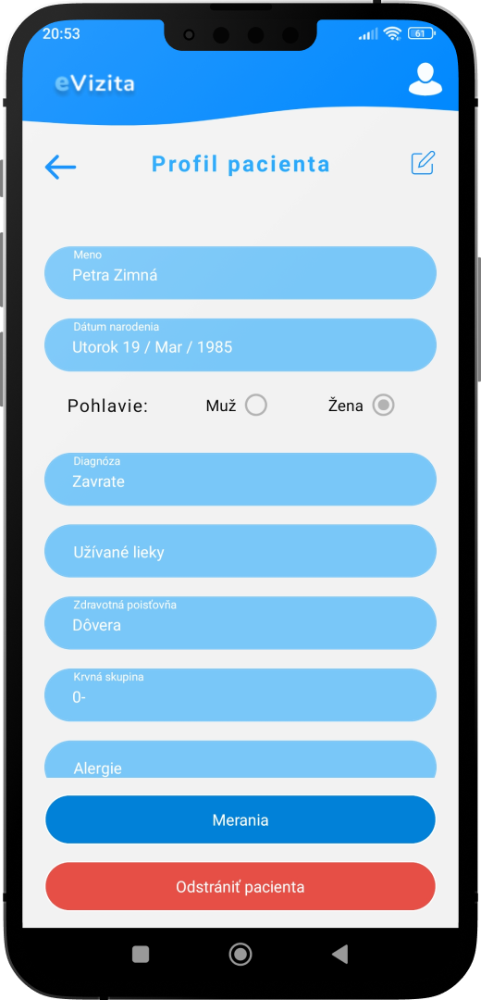 20:53
61
eVizita
Profil pacienta
Meno
Petra Zimná
Dátum narodenia
Utorok 19 / Mar / 1985
Pohlavie: Muž Žena
Diagnóza
Zavrate
Užívané lieky
Zdravotná poisťovňa
Dôvera
Krvná skupina
0-
Alergie
Merania
Odstrániť pacienta